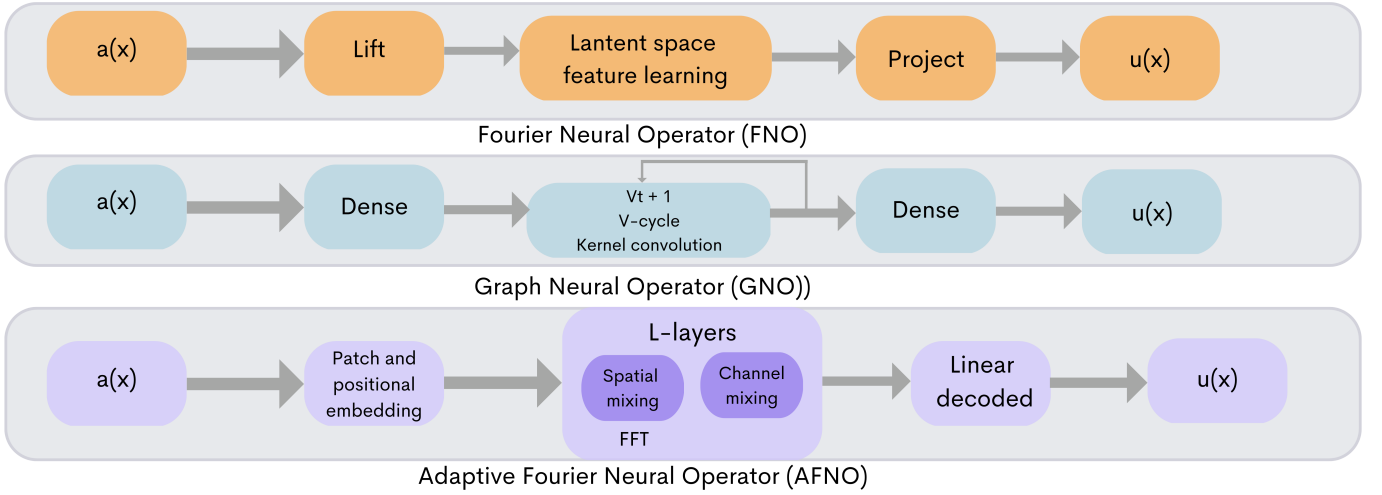 a(x)
Lift
Lantent space
feature learning
Project
u(x)
Fourier Neural Operator (FNO)
a(x)
Dense
Vt + 1
V-cycle
Kernel convolution
Dense
u(x)
Graph Neural Operator (GNO))
a(x)
Patch and
positional
embedding
L-layers
Spatial
mixing
Channel
mixing
FFT
Linear
decoded
u(x)
Adaptive Fourier Neural Operator (AFNO)